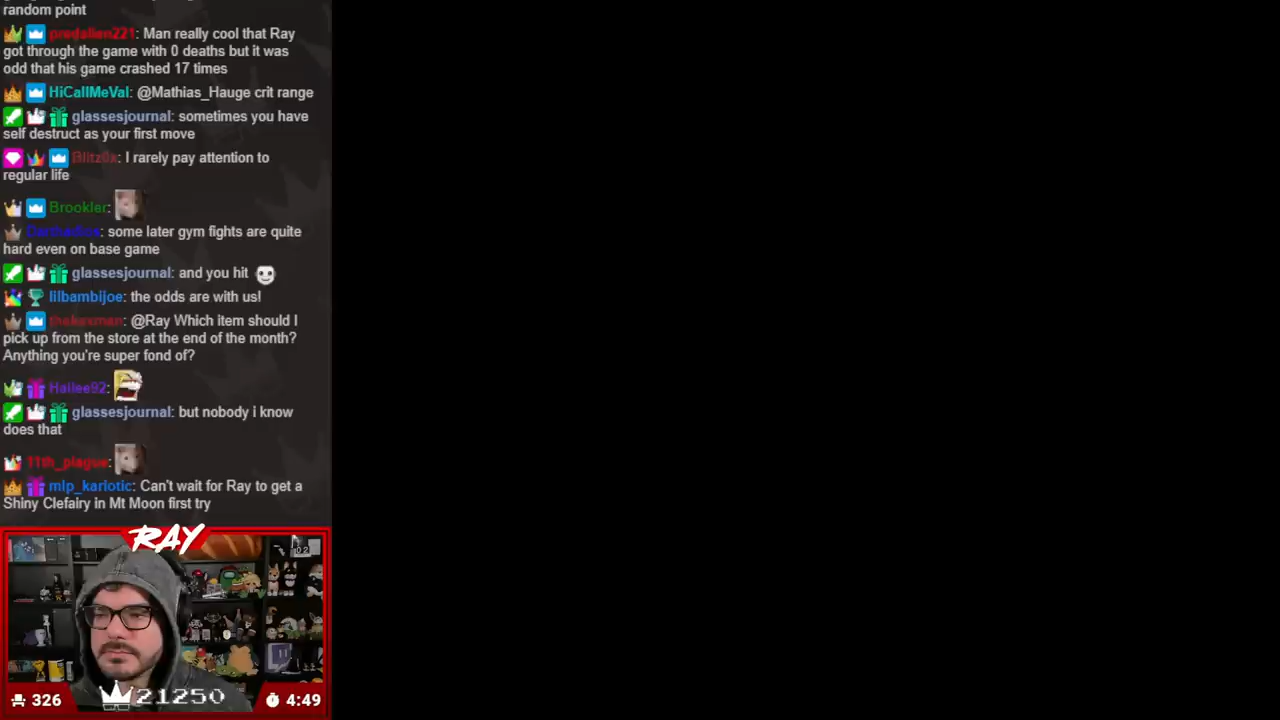 random point
predalien221: Man really cool that Ray
got through the game with 0 deaths but it was
odd that his game crashed 17 times
HiCallMeVal: @Mathias_Hauge crit range
glassesjournal: sometimes you have
self destruct as your first move
Blitz0x: I rarely pay attention to
regular life
Brookler:
some later gym fights are quite
hard even on base game
glassesjournal: and you hit
lilbambijoe: the odds are with us!
@Ray Which item should I
pick up from the store at the end of the month?
Anything you're super fond of?
Hailee92:
glassesjournal: but nobody i know
does that
11th_plague:
mlp_kariotic: Can't wait for Ray to get a
Shiny Clefairy in Mt Moon first try
RAY
326
21250
4:49